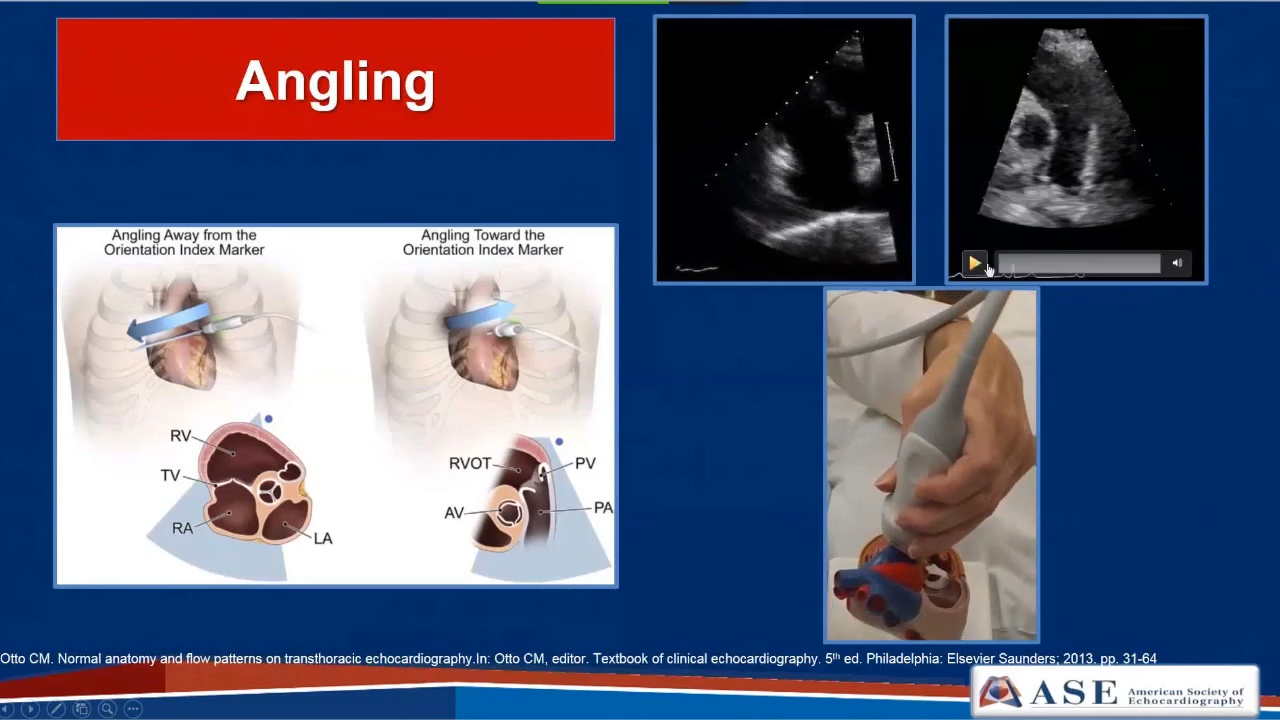 Angling
Angling Away from the
Orientation Index Marker
Angling Toward the
Orientation Index Marker
RV
TV
RA
LA
RVOT
PV
AV
PA
Otto CM. Normal anatomy and flow patterns on transthoracic echocardiography.In: Otto CM, editor. Textbook of clinical echocardiography. 5th ed. Philadelphia: Elsevier Saunders; 2013. pp. 31-64
ASE American Society of
Echocardiography